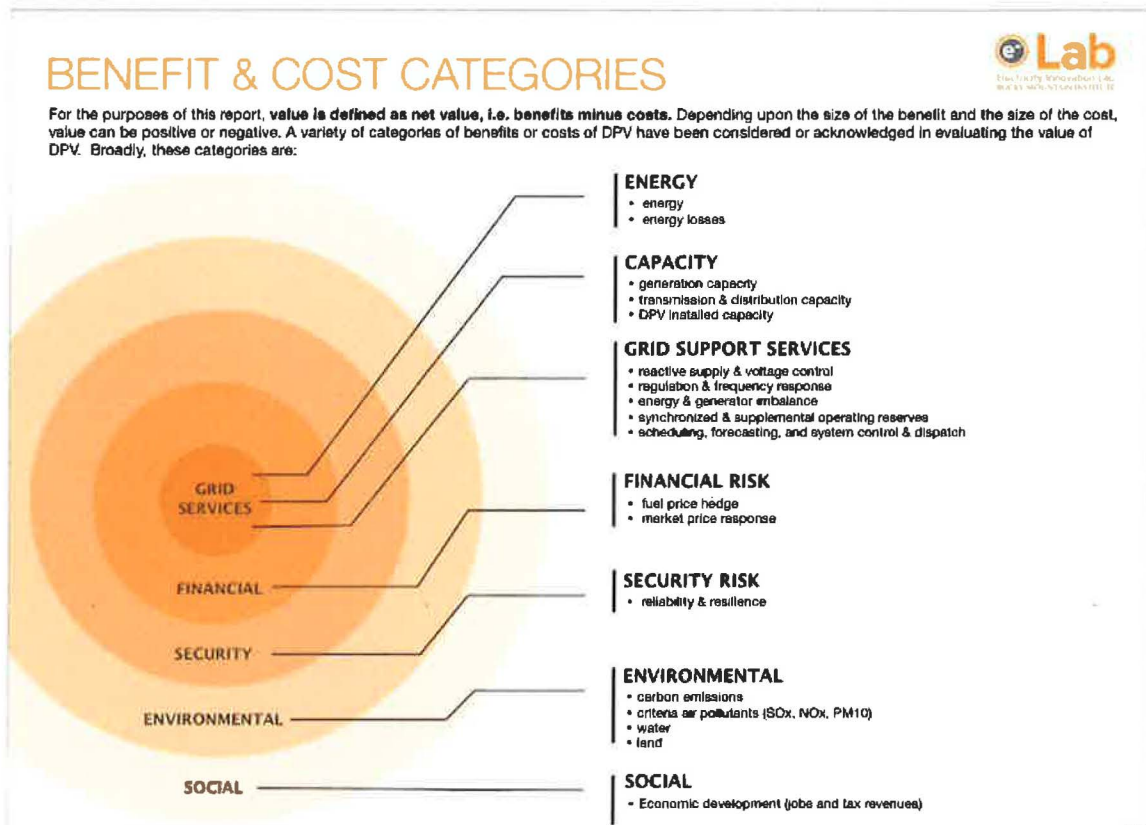 BENEFIT & COST CATEGORIES
e Lab
Electricity Innovation Lab
ROCKY MOUNTAIN INSTITUTE
For the purposes of this report, value is defined as net value, i.e. benefits minus costs. Depending upon the size of the benefit and the size of the cost,
value can be positive or negative. A variety of categories of benefits or costs of DPV have been considered or acknowledged in evaluating the value of
DPV. Broadly, these categories are:
ENERGY
• energy
• energy losses
CAPACITY
• generation capacity
• transmission & distribution capacity
• DPV installed capacity
GRID SUPPORT SERVICES
• reactive supply & voltage control
• regulation & frequency response
• energy & generator imbalance
• synchronized & supplemental operating reserves
• scheduling, forecasting, and system control & dispatch
GRID
SERVICES
FINANCIAL RISK
• fuel price hedge
• market price response
FINANCIAL
SECURITY RISK
• reliability & resilience
SECURITY
ENVIRONMENTAL
• carbon emissions
• criteria air pollutants (SOx, NOx, PM10)
• water
• land
ENVIRONMENTAL
SOCIAL
SOCIAL
• Economic development (jobs and tax revenues)